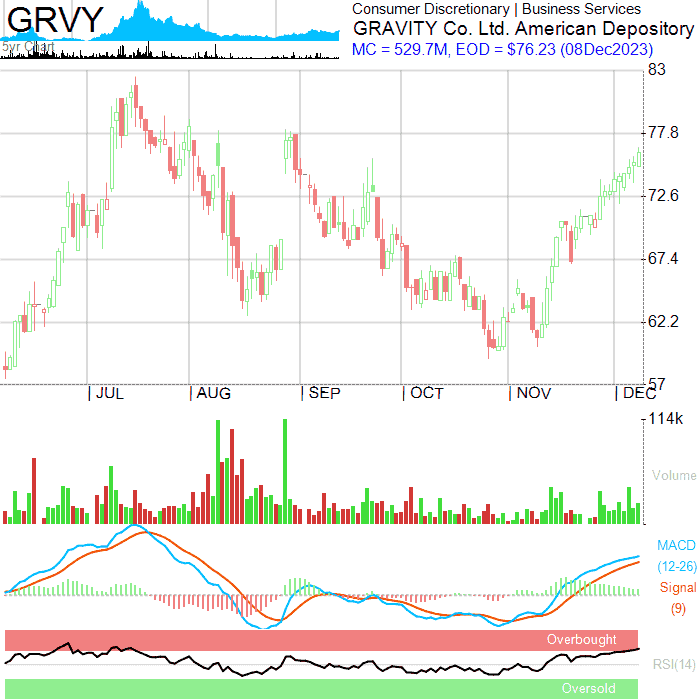 GRVY
5yr Chart
Consumer Discretionary | Business Services
GRAVITY Co. Ltd. American Depository
MC = 529.7M, EOD = $76.23 (08Dec2023)
83
77.8
72.6
67.4
62.2
57
JUL AUG SEP OCT NOV DEC
114k
Volume
MACD
(12-26)
Signal
(9)
Overbought
RSI(14)
Oversold